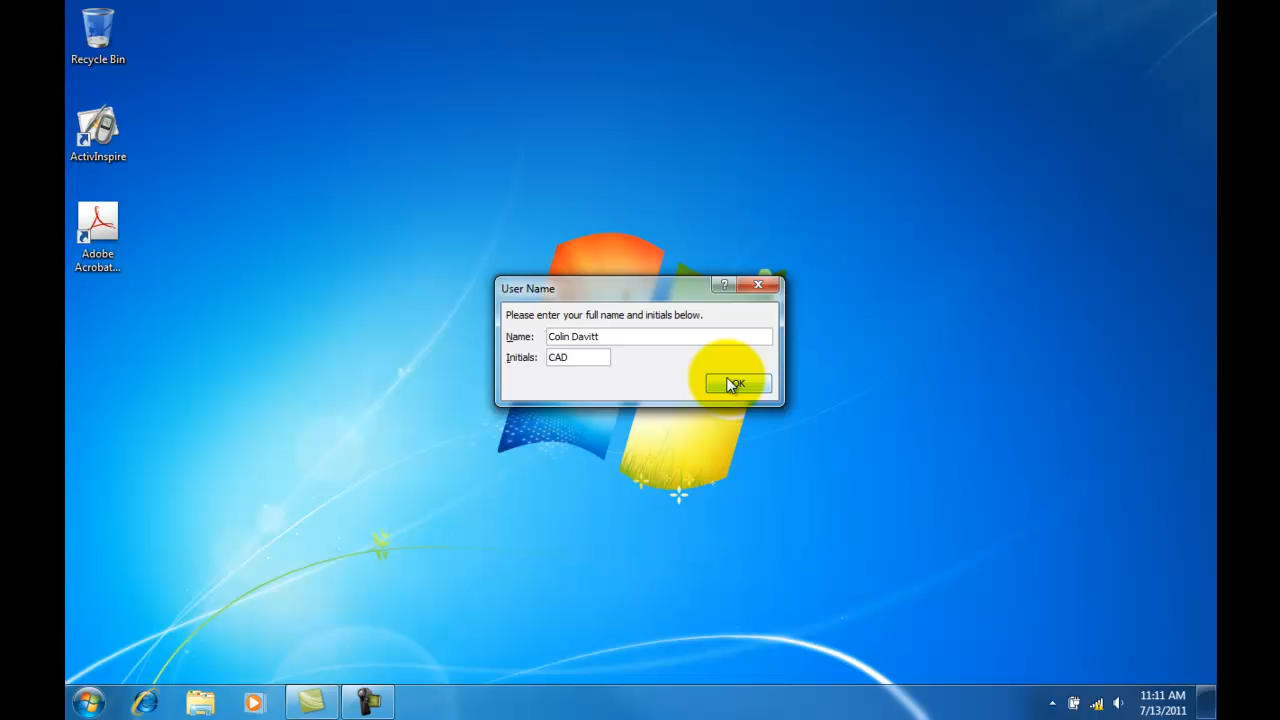 Recycle Bin
ActivInspire
Adobe
Acrobat...
User Name
?
Please enter your full name and initials below.
Name: Colin Davitt
Initials: CAD
OK
11:11 AM
7/13/2011